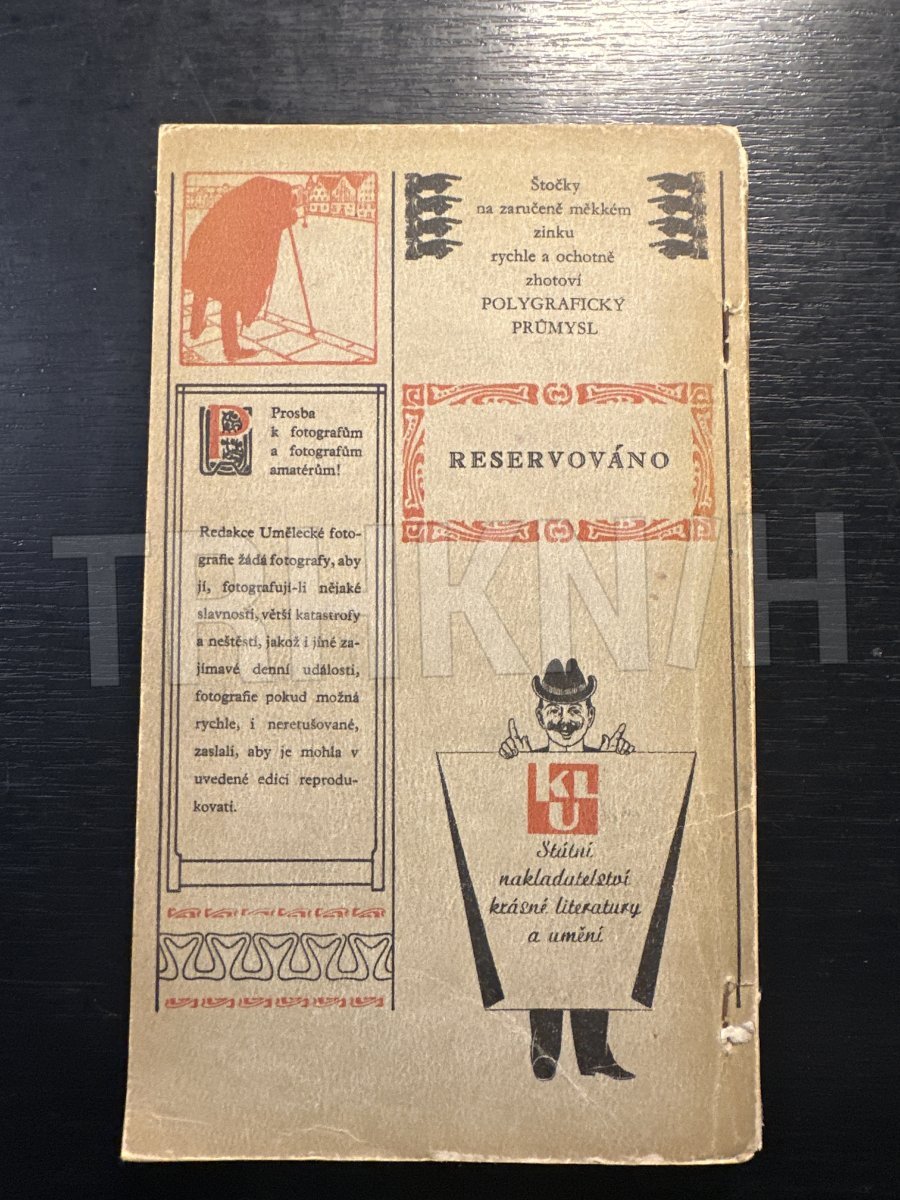 Štočky
na zaručeně měkkém
zinku
rychle a ochotně
zhotoví
POLYGRAFICKÝ
PRŮMYSL
Prosba
k fotografům
a fotografům
amatérům!
Redakce Umělecké foto-
grafie žádá fotografy, aby
jí, fotografují-li nějaké
slavnosti, větší katastrofy
a neštěstí, jakož i jiné za-
jímavé denní události,
fotografie pokud možná
rychle, i neretušované,
zaslali, aby je mohla v
uvedené edici reprodu-
kovati.
RESERVOVÁNO
KLU
Státní
nakladatelství
krásné literatury
a umění